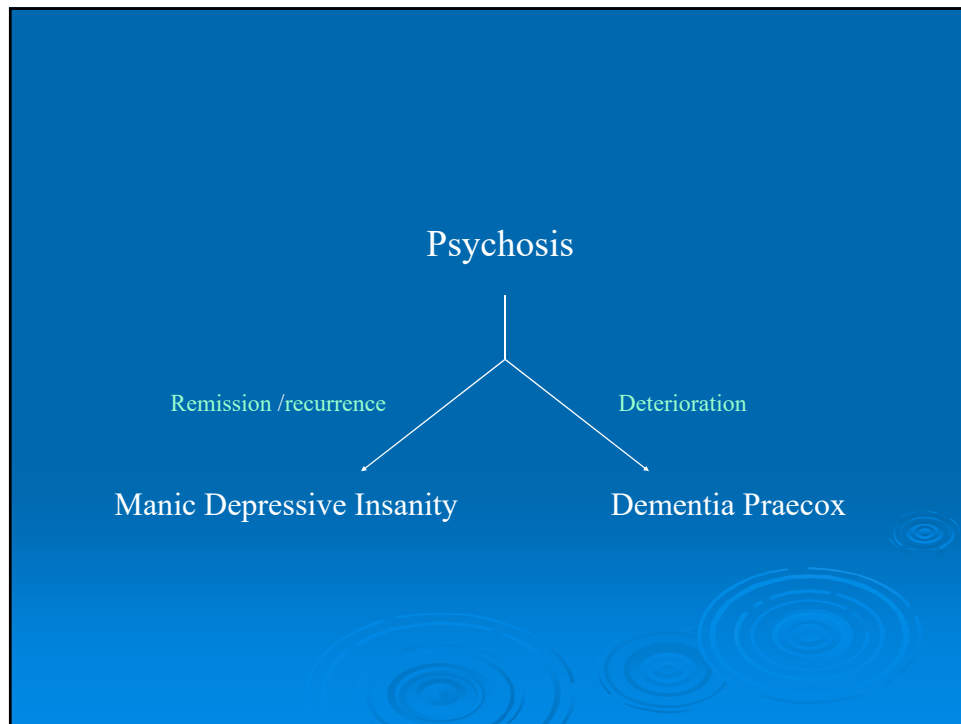 Psychosis
Remission /recurrence
Deterioration
Manic Depressive Insanity
Dementia Praecox